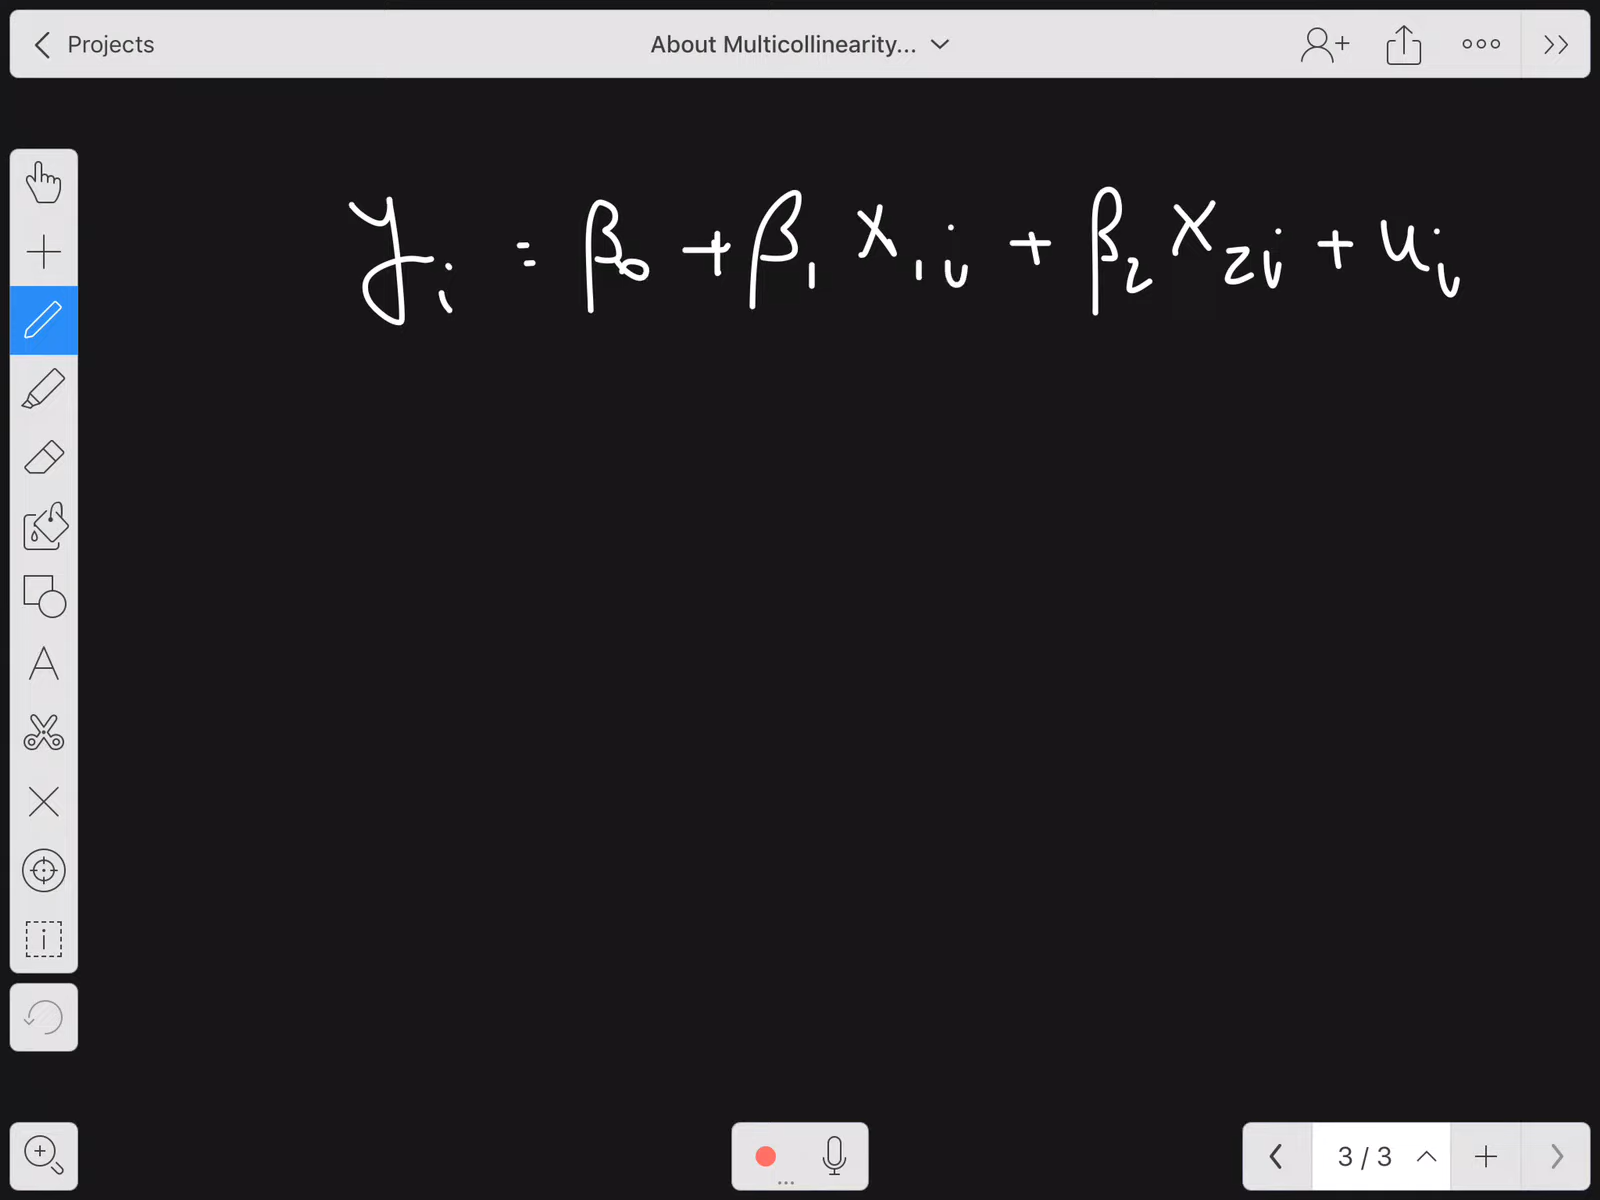 Projects
About Multicollinearity...
yᵢ = β₀ + β₁ x₁ᵢ + β₂ x₂ᵢ + uᵢ
A
i
3 / 3